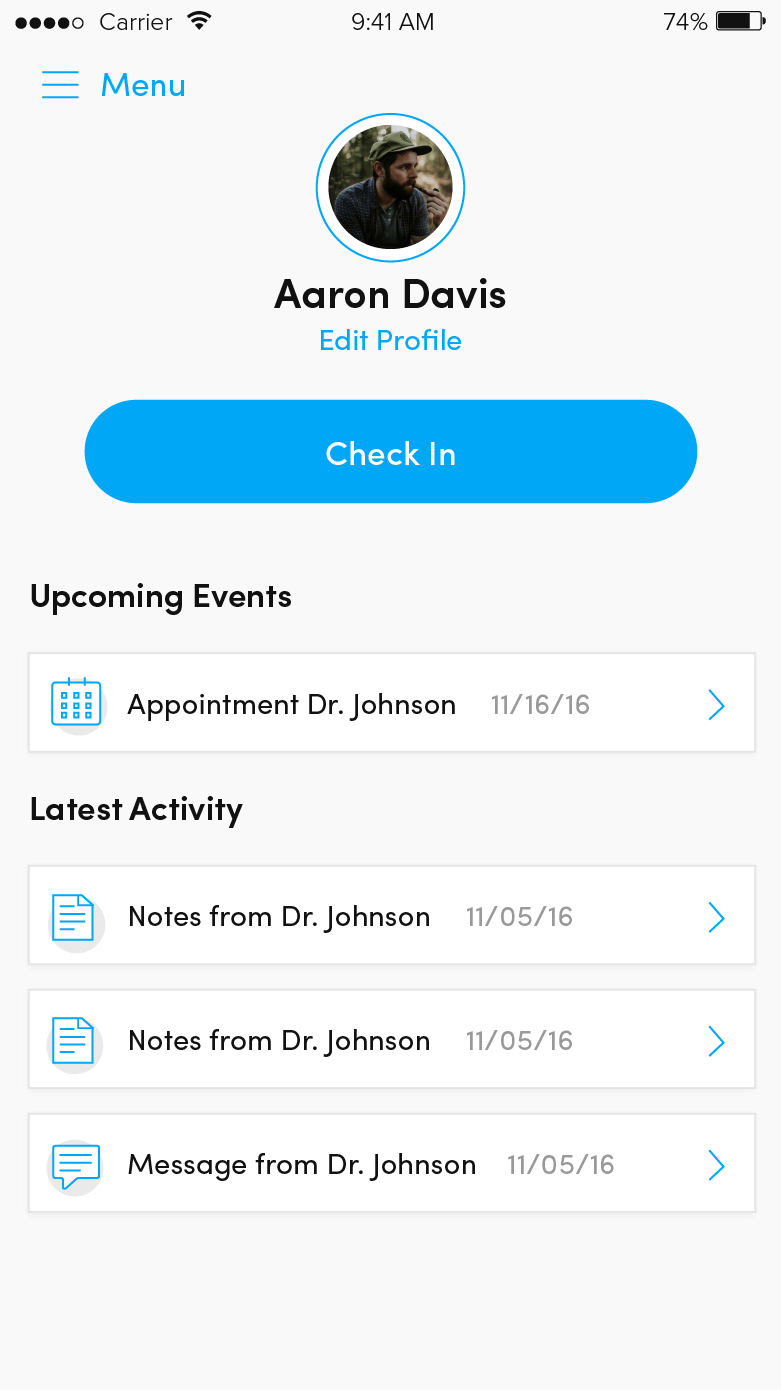 Carrier 9:41 AM 74%
Menu
Aaron Davis
Edit Profile
Check In
Upcoming Events
Appointment Dr. Johnson 11/16/16
Latest Activity
Notes from Dr. Johnson 11/05/16
Notes from Dr. Johnson 11/05/16
Message from Dr. Johnson 11/05/16